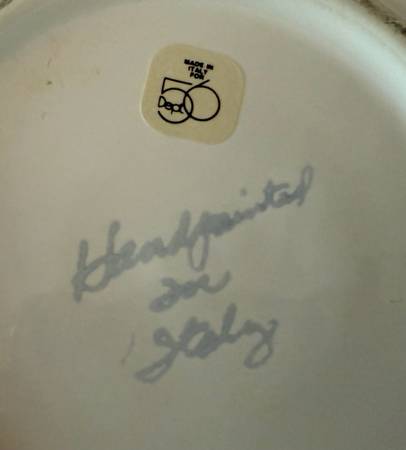 MADE IN
ITALY
FOR
Dept 56
Handpainted
in
Italy